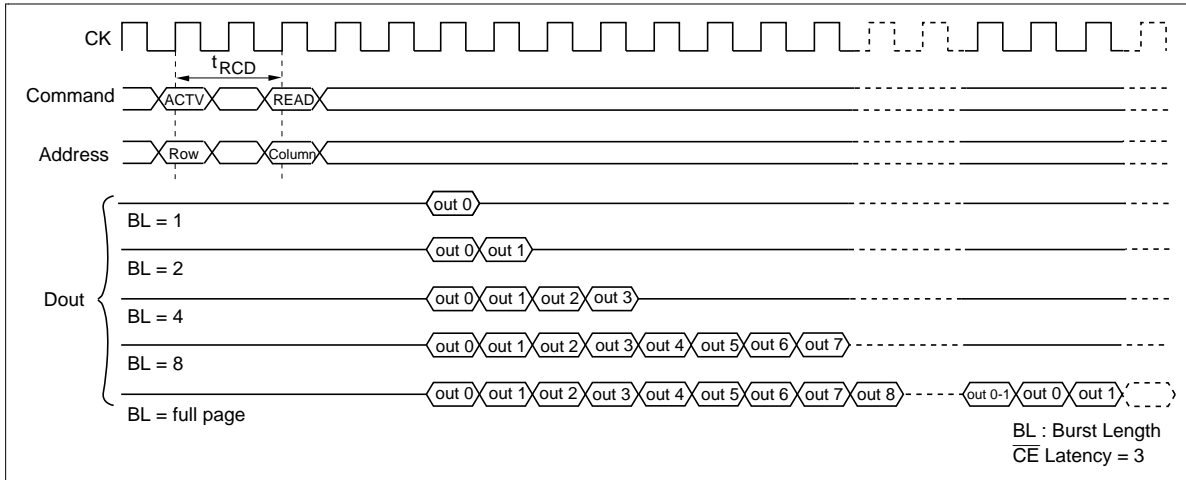 CK
tRCD
Command ACTV READ
Address Row Column
out 0
BL = 1
out 0 out 1
BL = 2
Dout
out 0 out 1 out 2 out 3
BL = 4
out 0 out 1 out 2 out 3 out 4 out 5 out 6 out 7
BL = 8
out 0 out 1 out 2 out 3 out 4 out 5 out 6 out 7 out 8 out 0-1 out 0 out 1
BL = full page
BL : Burst Length
CE Latency = 3